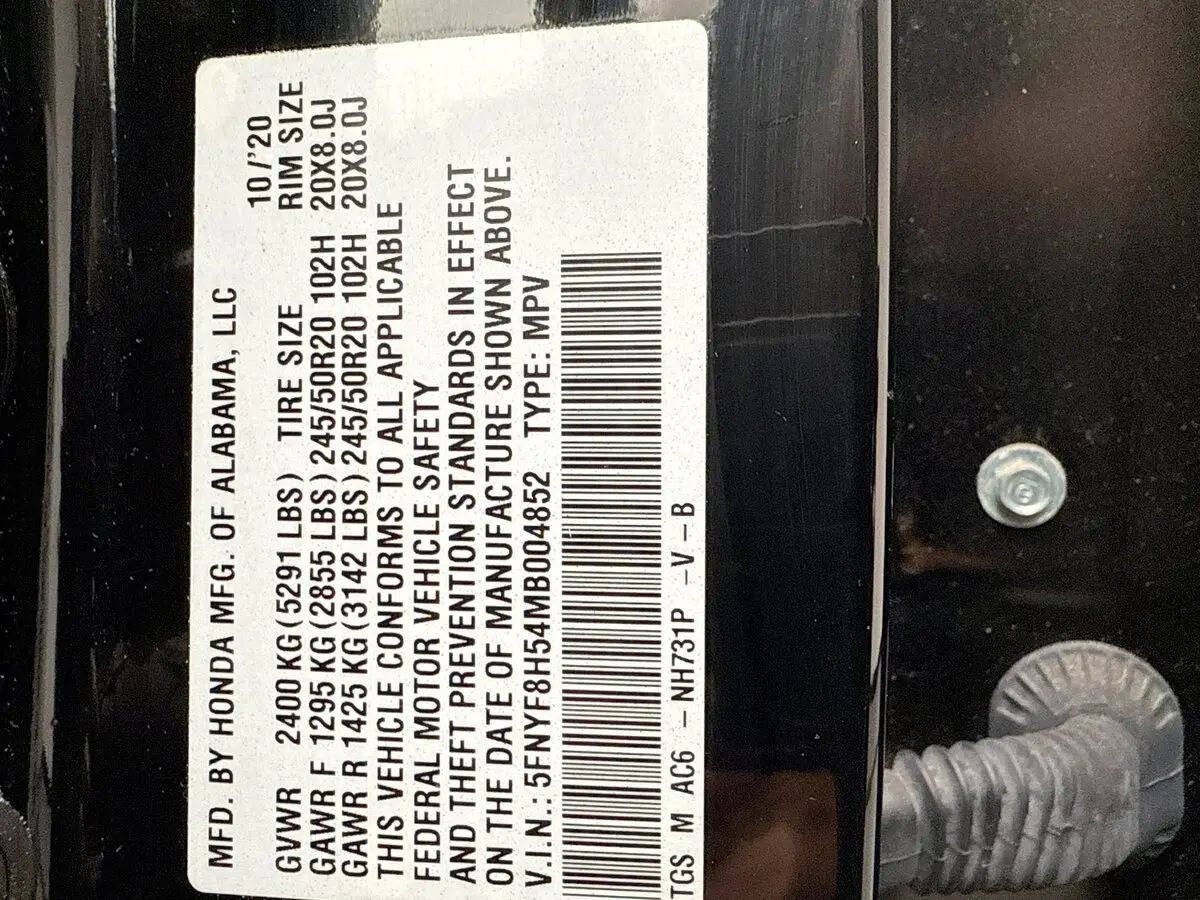 MFD. BY HONDA MFG. OF ALABAMA, LLC 10/'20
GVWR 2400 KG(5291 LBS) TIRE SIZE RIM SIZE
GAWR F 1295 KG(2855 LBS)245/50R20 102H 20X8.0J
GAWR R 1425 KG(3142 LBS)245/50R20 102H 20X8.0J
THIS VEHICLE CONFORMS TO ALL APPLICABLE
FEDERAL MOTOR VEHICLE SAFETY
AND THEFT PREVENTION STANDARDS IN EFFECT
ON THE DATE OF MANUFACTURE SHOWN ABOVE.
V.I.N.: 5FNYF8H54MB004852 TYPE: MPV
TGS M AC6 - NH731P -V - B